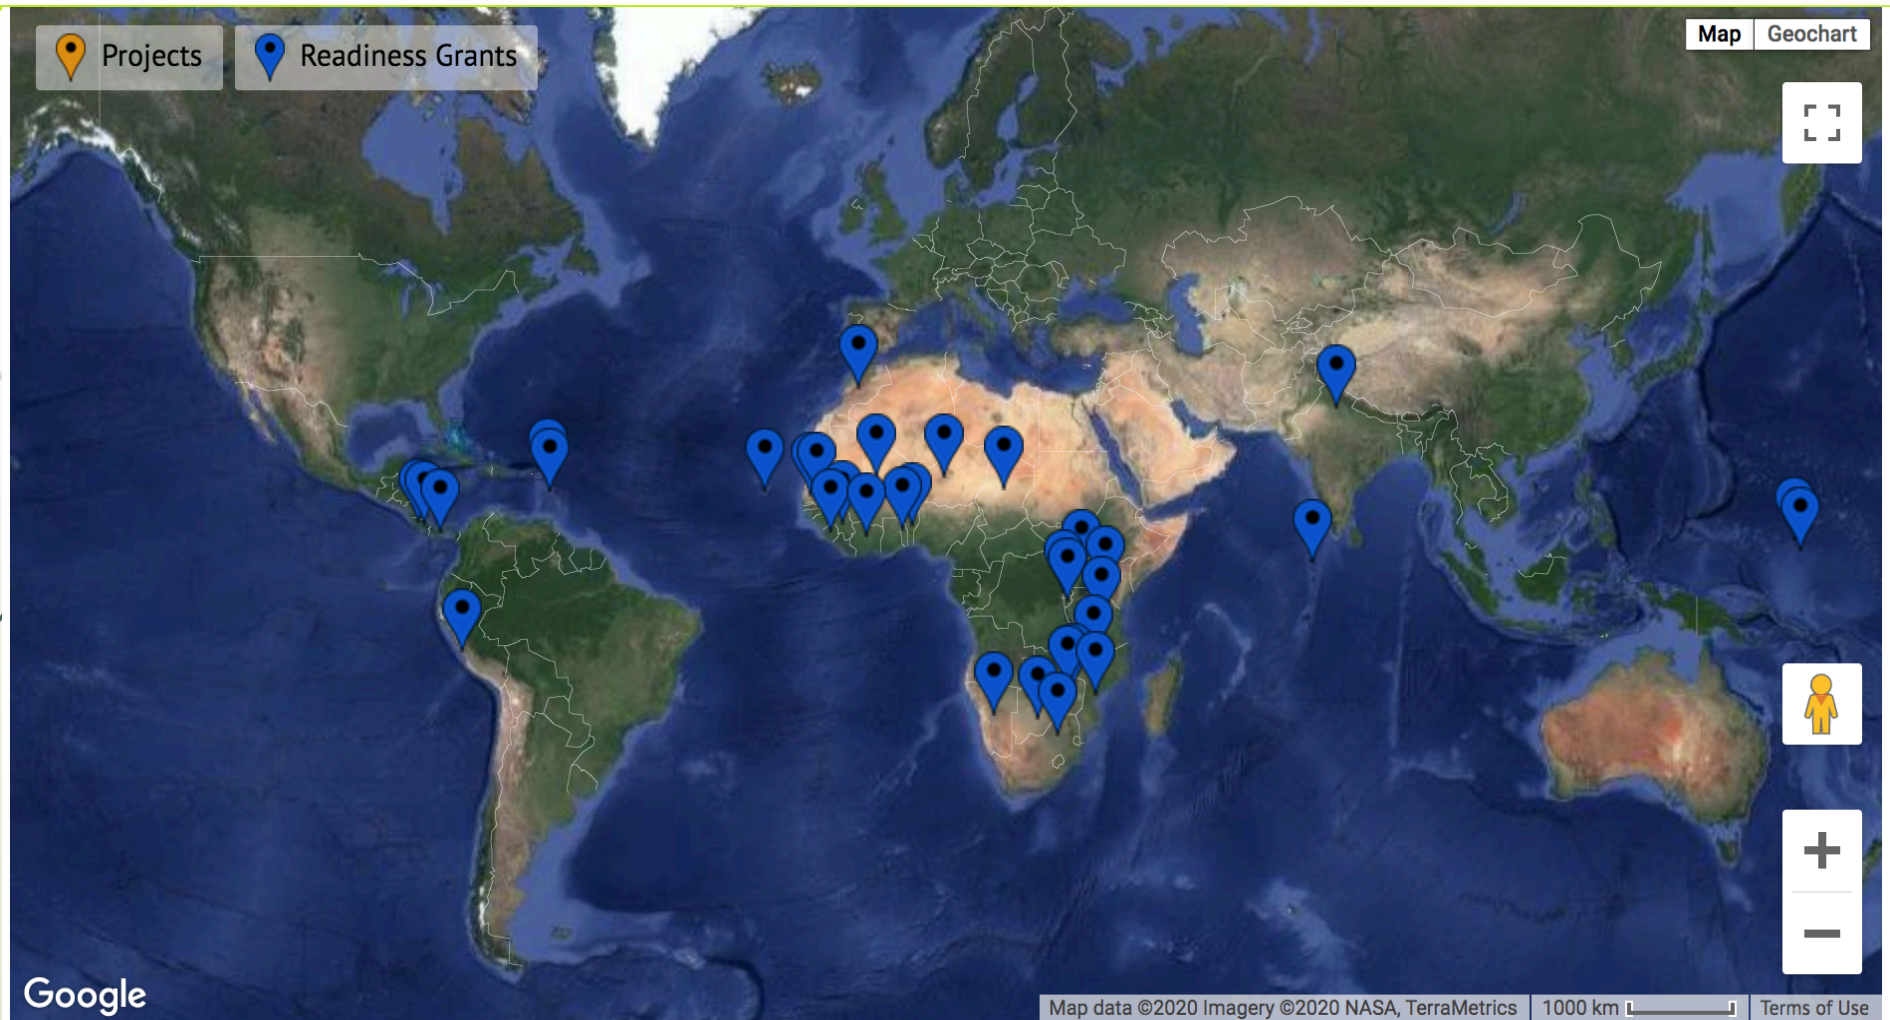 Projects
Readiness Grants
Map
Geochart
+
−
Google
Map data ©2020 Imagery ©2020 NASA, TerraMetrics
1000 km
Terms of Use